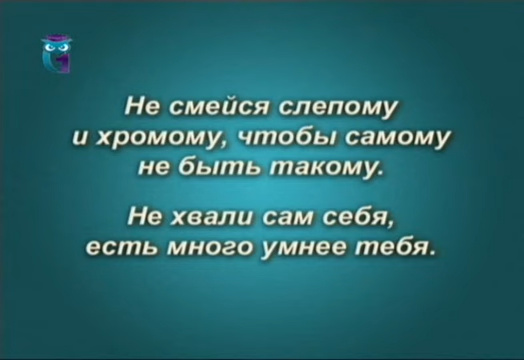 Не смейся слепому
и хромому, чтобы самому
не быть такому.
Не хвали сам себя,
есть много умнее тебя.